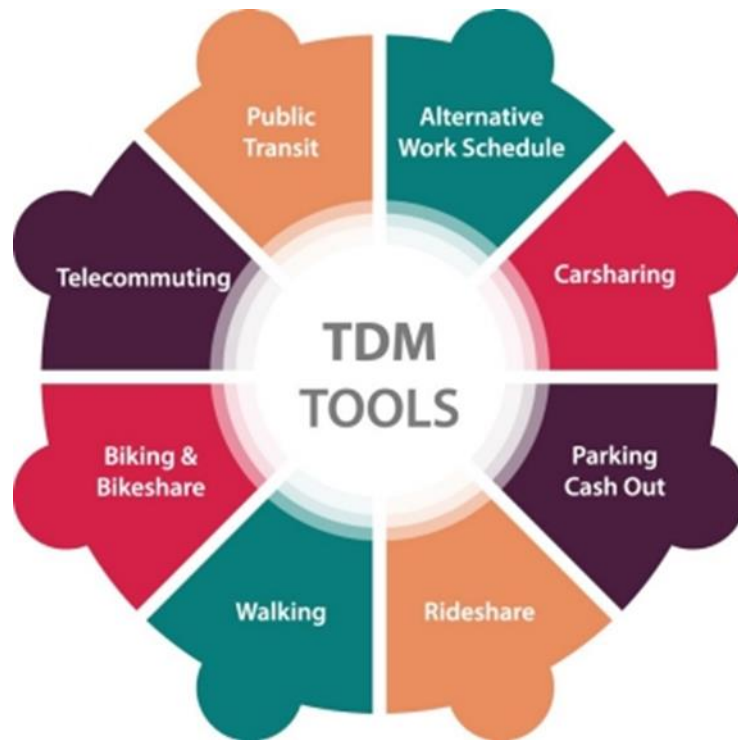 Public
Transit
Alternative
Work Schedule
Telecommuting
Carsharing
TDM
TOOLS
Biking &
Bikeshare
Parking
Cash Out
Walking
Rideshare